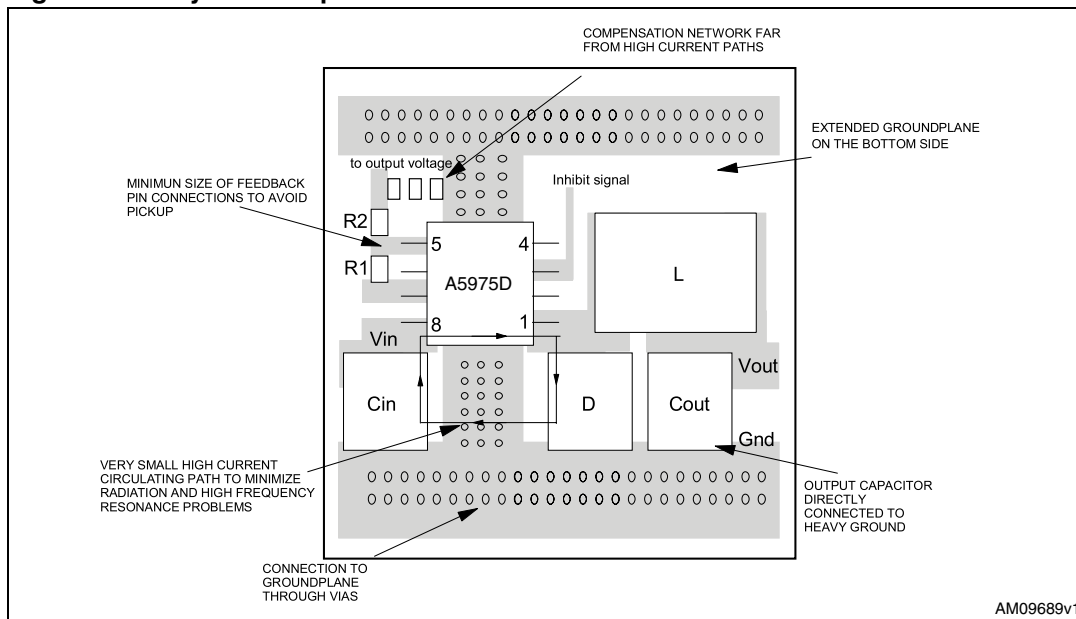 COMPENSATION NETWORK FAR
FROM HIGH CURRENT PATHS
EXTENDED GROUNDPLANE
ON THE BOTTOM SIDE
to output voltage
Inhibit signal
MINIMUN SIZE OF FEEDBACK
PIN CONNECTIONS TO AVOID
PICKUP
R2
5
4
R1
A5975D
L
8
1
Vin
Vout
Cin
D
Cout
Gnd
VERY SMALL HIGH CURRENT
CIRCULATING PATH TO MINIMIZE
RADIATION AND HIGH FREQUENCY
RESONANCE PROBLEMS
OUTPUT CAPACITOR
DIRECTLY
CONNECTED TO
HEAVY GROUND
CONNECTION TO
GROUNDPLANE
THROUGH VIAS
AM09689v1